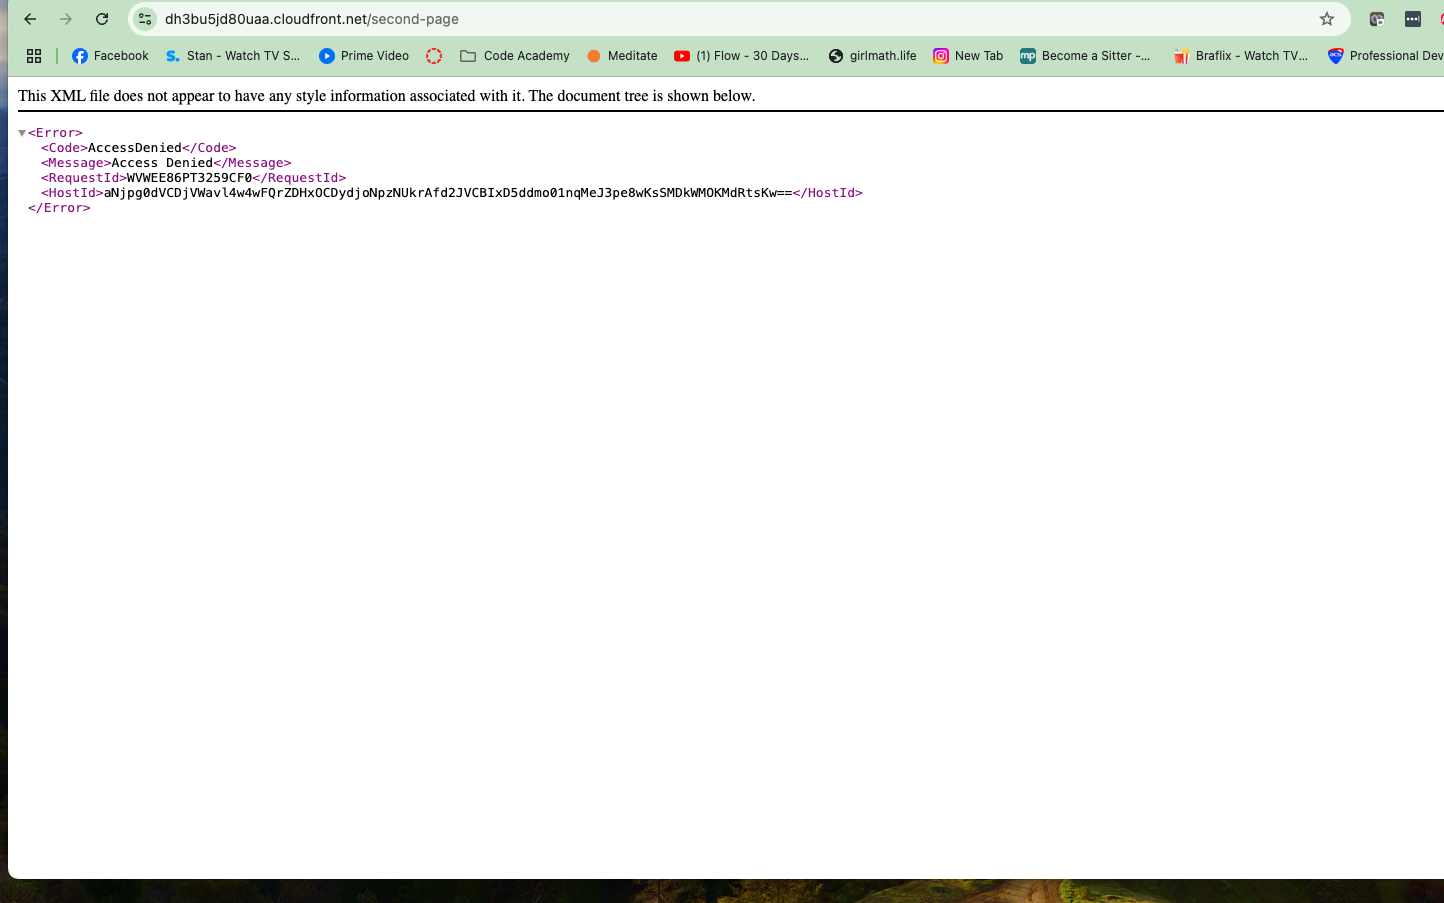 dh3bu5jd80uaa.cloudfront.net/second-page
Facebook Stan - Watch TV S... Prime Video Code Academy Meditate (1) Flow - 30 Days... girlmath.life New Tab mp Become a Sitter -... Braflix - Watch TV... Professional Dev
This XML file does not appear to have any style information associated with it. The document tree is shown below.
<Error>
<Code>AccessDenied</Code>
<Message>Access Denied</Message>
<RequestId>WVWEE86PT3259CF0</RequestId>
<HostId>aNjpg0dVCDjVWavl4w4wFQrZDHxOCDydjoNpzNUkrAfd2JVCBIxD5ddmo01nqMeJ3pe8wKsSMDkWMOKMdRtsKw==</HostId>
</Error>